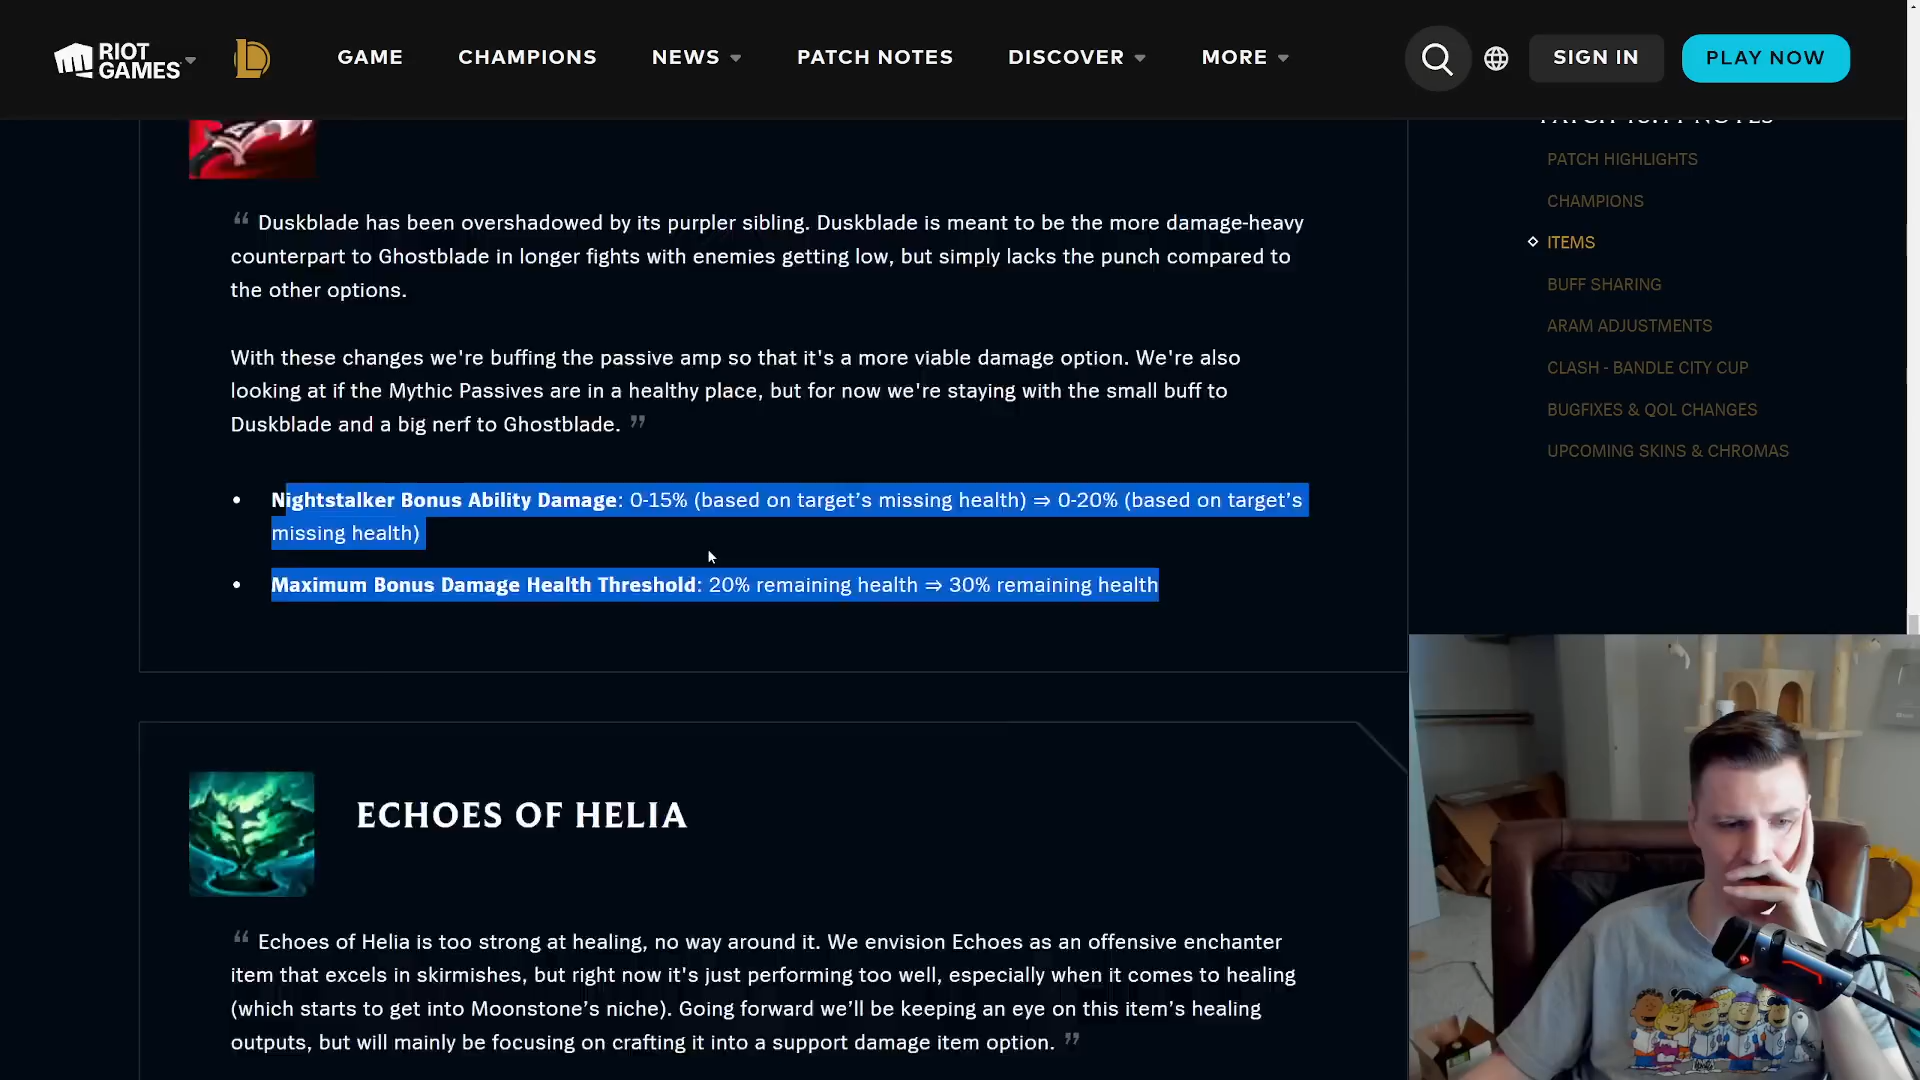 RIOT GAMES
GAME
CHAMPIONS
NEWS
PATCH NOTES
DISCOVER
MORE
SIGN IN
PLAY NOW
“ Duskblade has been overshadowed by its purpler sibling. Duskblade is meant to be the more damage-heavy
counterpart to Ghostblade in longer fights with enemies getting low, but simply lacks the punch compared to
the other options.
With these changes we're buffing the passive amp so that it's a more viable damage option. We're also
looking at if the Mythic Passives are in a healthy place, but for now we're staying with the small buff to
Duskblade and a big nerf to Ghostblade. ”
• Nightstalker Bonus Ability Damage: 0-15% (based on target’s missing health) ⇒ 0-20% (based on target’s
missing health)
• Maximum Bonus Damage Health Threshold: 20% remaining health ⇒ 30% remaining health
ECHOES OF HELIA
“ Echoes of Helia is too strong at healing, no way around it. We envision Echoes as an offensive enchanter
item that excels in skirmishes, but right now it's just performing too well, especially when it comes to healing
(which starts to get into Moonstone’s niche). Going forward we’ll be keeping an eye on this item’s healing
outputs, but will mainly be focusing on crafting it into a support damage item option. ”
PATCH HIGHLIGHTS
CHAMPIONS
ITEMS
BUFF SHARING
ARAM ADJUSTMENTS
CLASH - BANDLE CITY CUP
BUGFIXES & QOL CHANGES
UPCOMING SKINS & CHROMAS